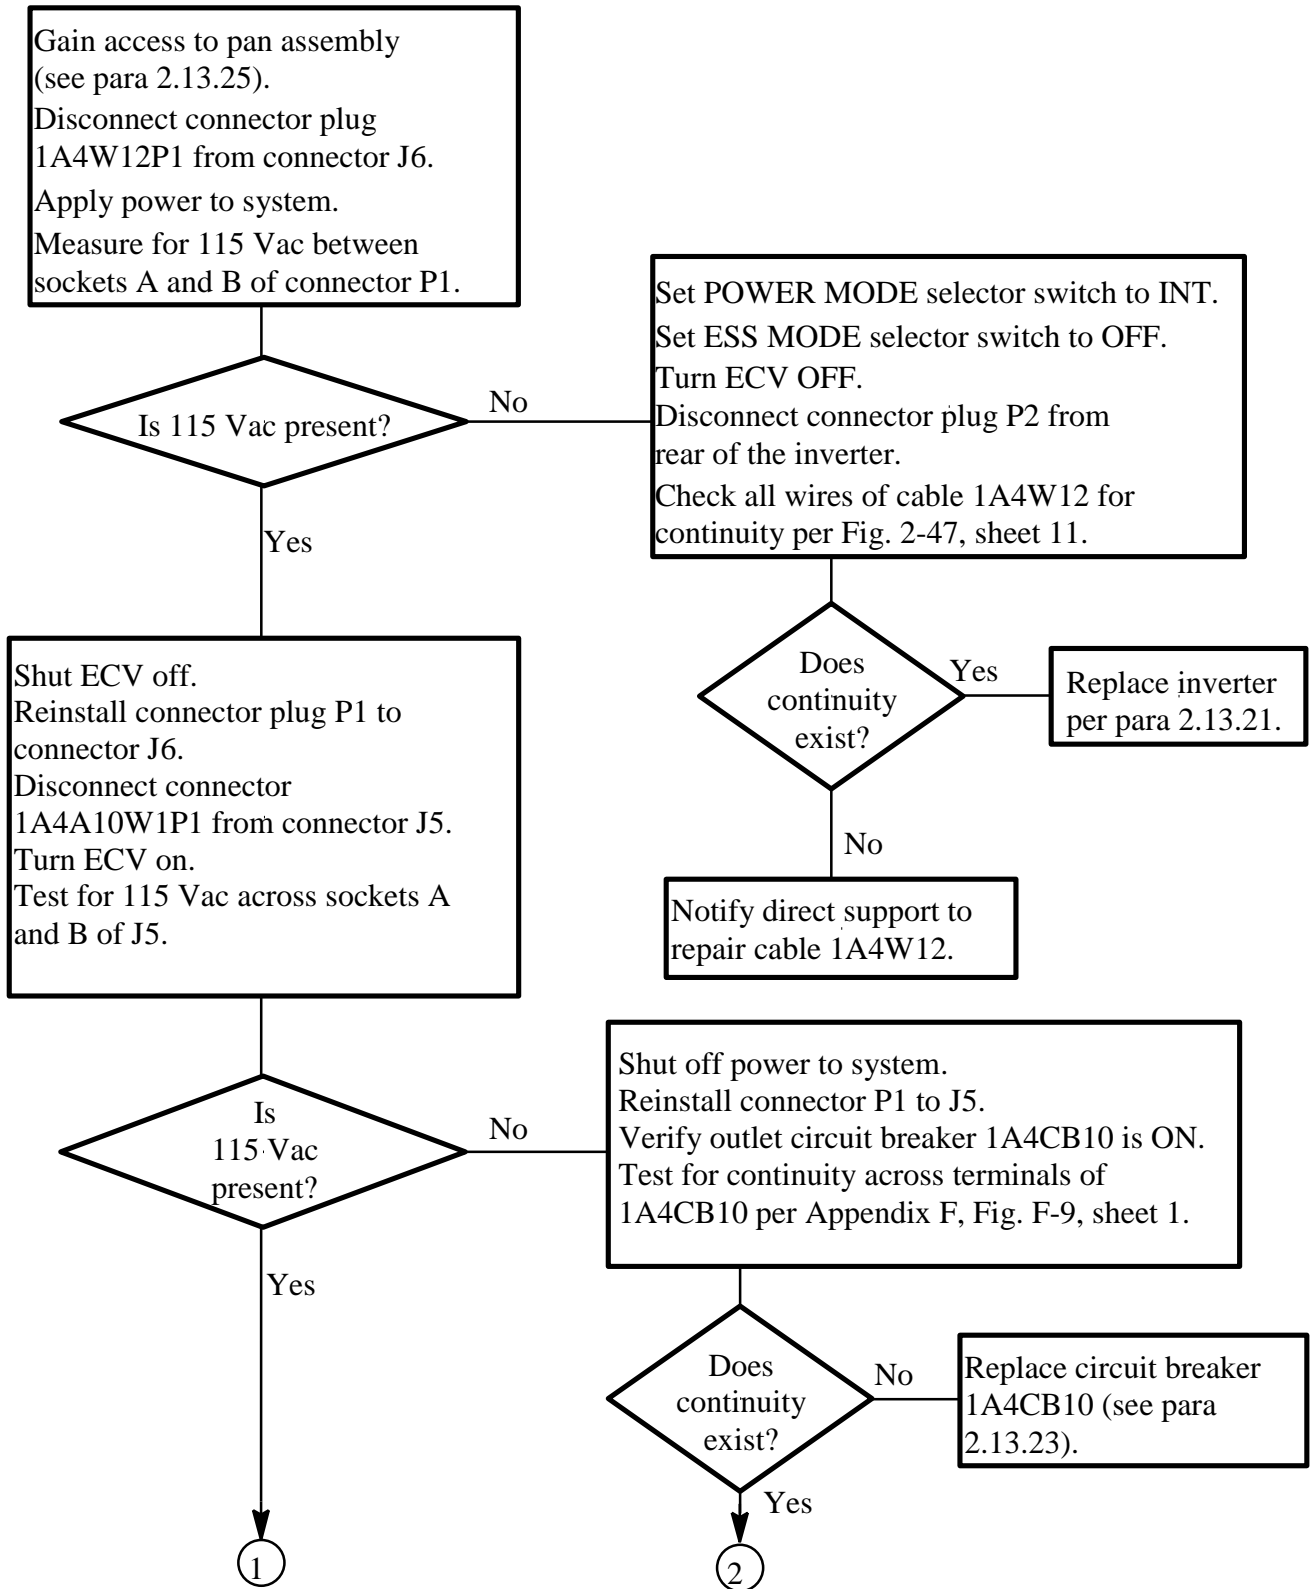 Gain access to pan assembly
(see para 2.13.25).
Disconnect connector plug
1A4W12P1 from connector J6.
Apply power to system.
Measure for 115 Vac between
sockets A and B of connector P1.
Is 115 Vac present?
No
Set POWER MODE selector switch to INT.
Set ESS MODE selector switch to OFF.
Turn ECV OFF.
Disconnect connector plug P2 from
rear of the inverter.
Check all wires of cable 1A4W12 for
continuity per Fig. 2-47, sheet 11.
Yes
Does
continuity
exist?
Yes
Replace inverter
per para 2.13.21.
No
Notify direct support to
repair cable 1A4W12.
Shut ECV off.
Reinstall connector plug P1 to
connector J6.
Disconnect connector
1A4A10W1P1 from connector J5.
Turn ECV on.
Test for 115 Vac across sockets A
and B of J5.
Is
115 Vac
present?
No
Shut off power to system.
Reinstall connector P1 to J5.
Verify outlet circuit breaker 1A4CB10 is ON.
Test for continuity across terminals of
1A4CB10 per Appendix F, Fig. F-9, sheet 1.
Yes
Does
continuity
exist?
No
Replace circuit breaker
1A4CB10 (see para
2.13.23).
Yes
1
2